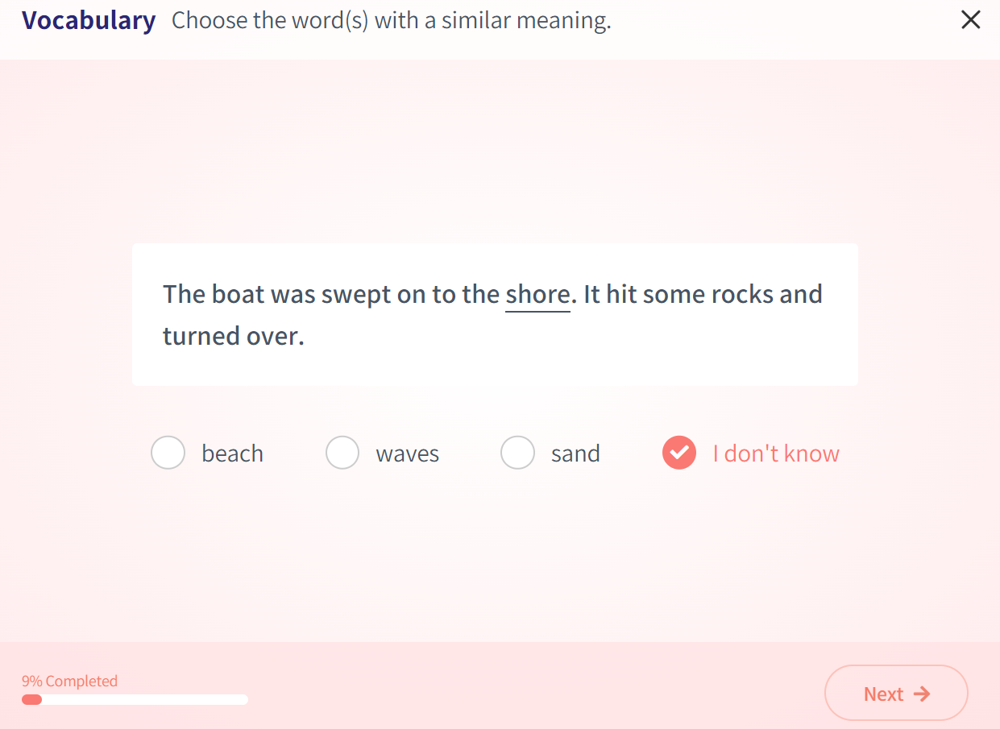 Vocabulary Choose the word(s) with a similar meaning.
The boat was swept on to the shore. It hit some rocks and
turned over.
beach waves sand I don't know
9% Completed
Next